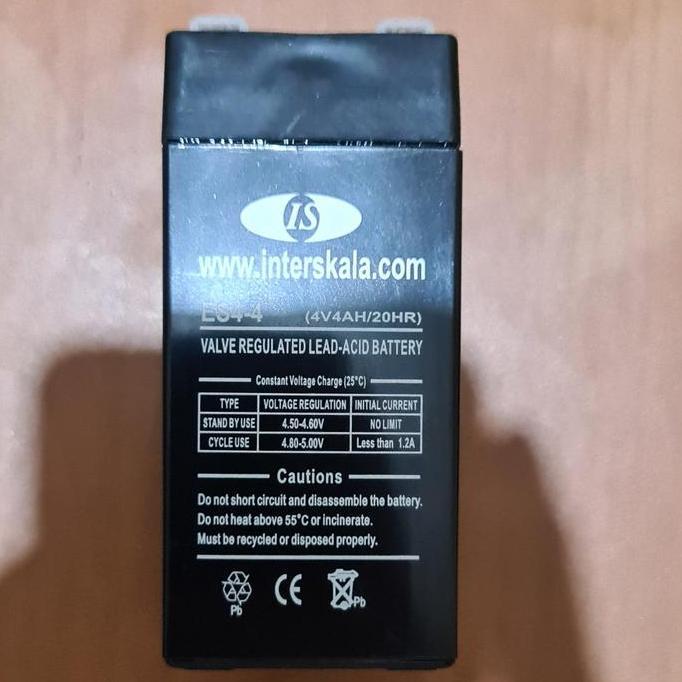 IS
www.interskala.com
ES4-4 (4V4AH/20HR)
VALVE REGULATED LEAD-ACID BATTERY
Constant Voltage Charge (25°C)
TYPE VOLTAGE REGULATION INITIAL CURRENT
STAND BY USE 4.50-4.60V NO LIMIT
CYCLE USE 4.80-5.00V Less than 1.2A
Cautions
Do not short circuit and disassemble the battery.
Do not heat above 55°C or incinerate.
Must be recycled or disposed properly.
Pb CE Pb